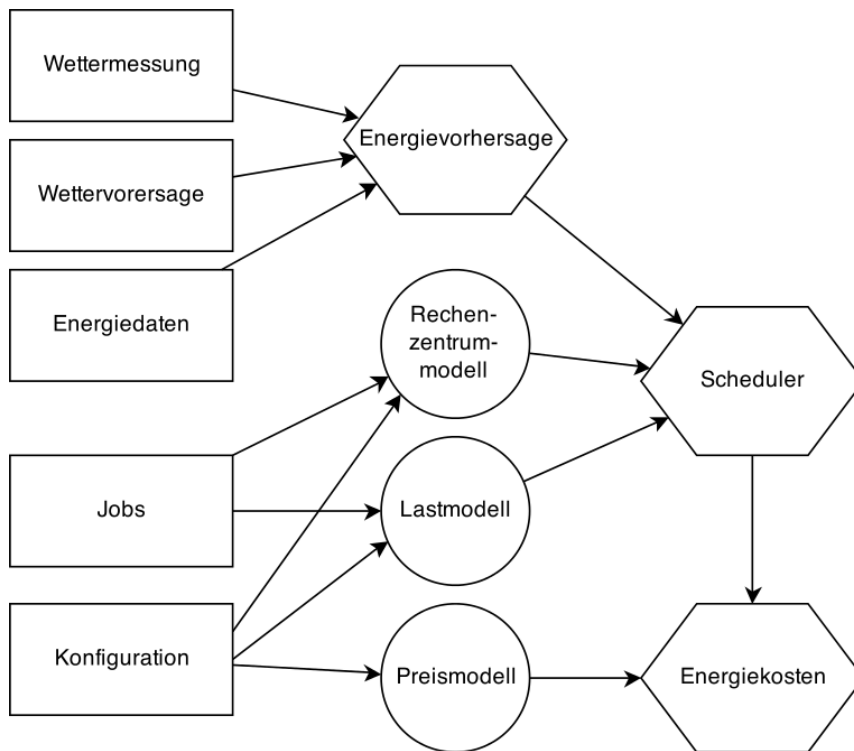 Wettermessung
Energievorhersage
Wettervorersage
Energiedaten
Rechen-
zentrum-
modell
Scheduler
Jobs
Lastmodell
Konfiguration
Preismodell
Energiekosten